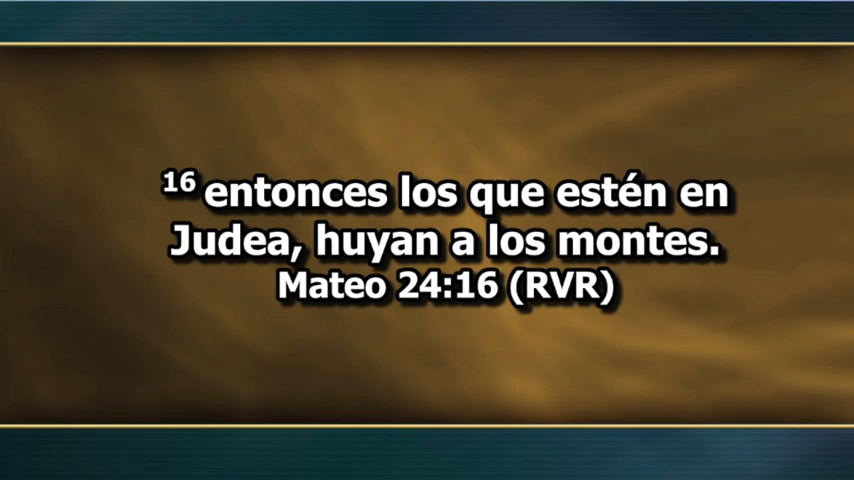 16 entonces los que estén en
Judea, huyan a los montes.
Mateo 24:16 (RVR)